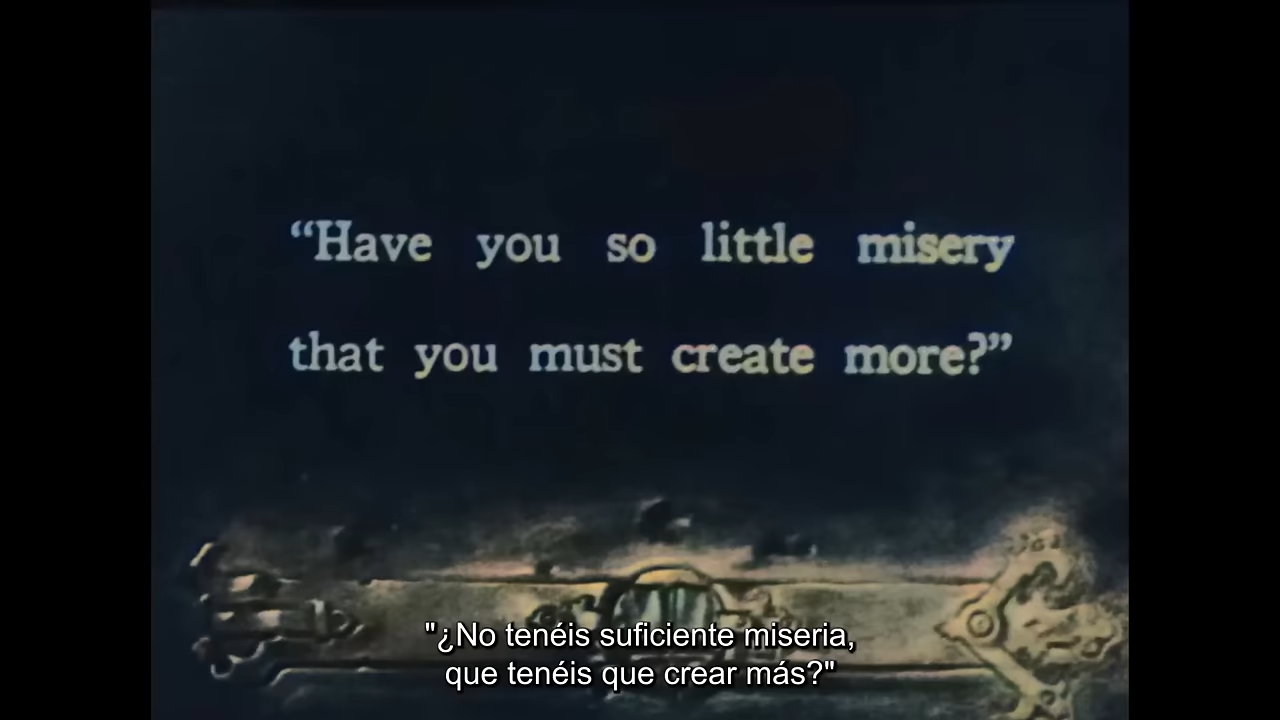 “Have you so little misery
that you must create more?”
"¿No tenéis suficiente miseria,
que tenéis que crear más?"